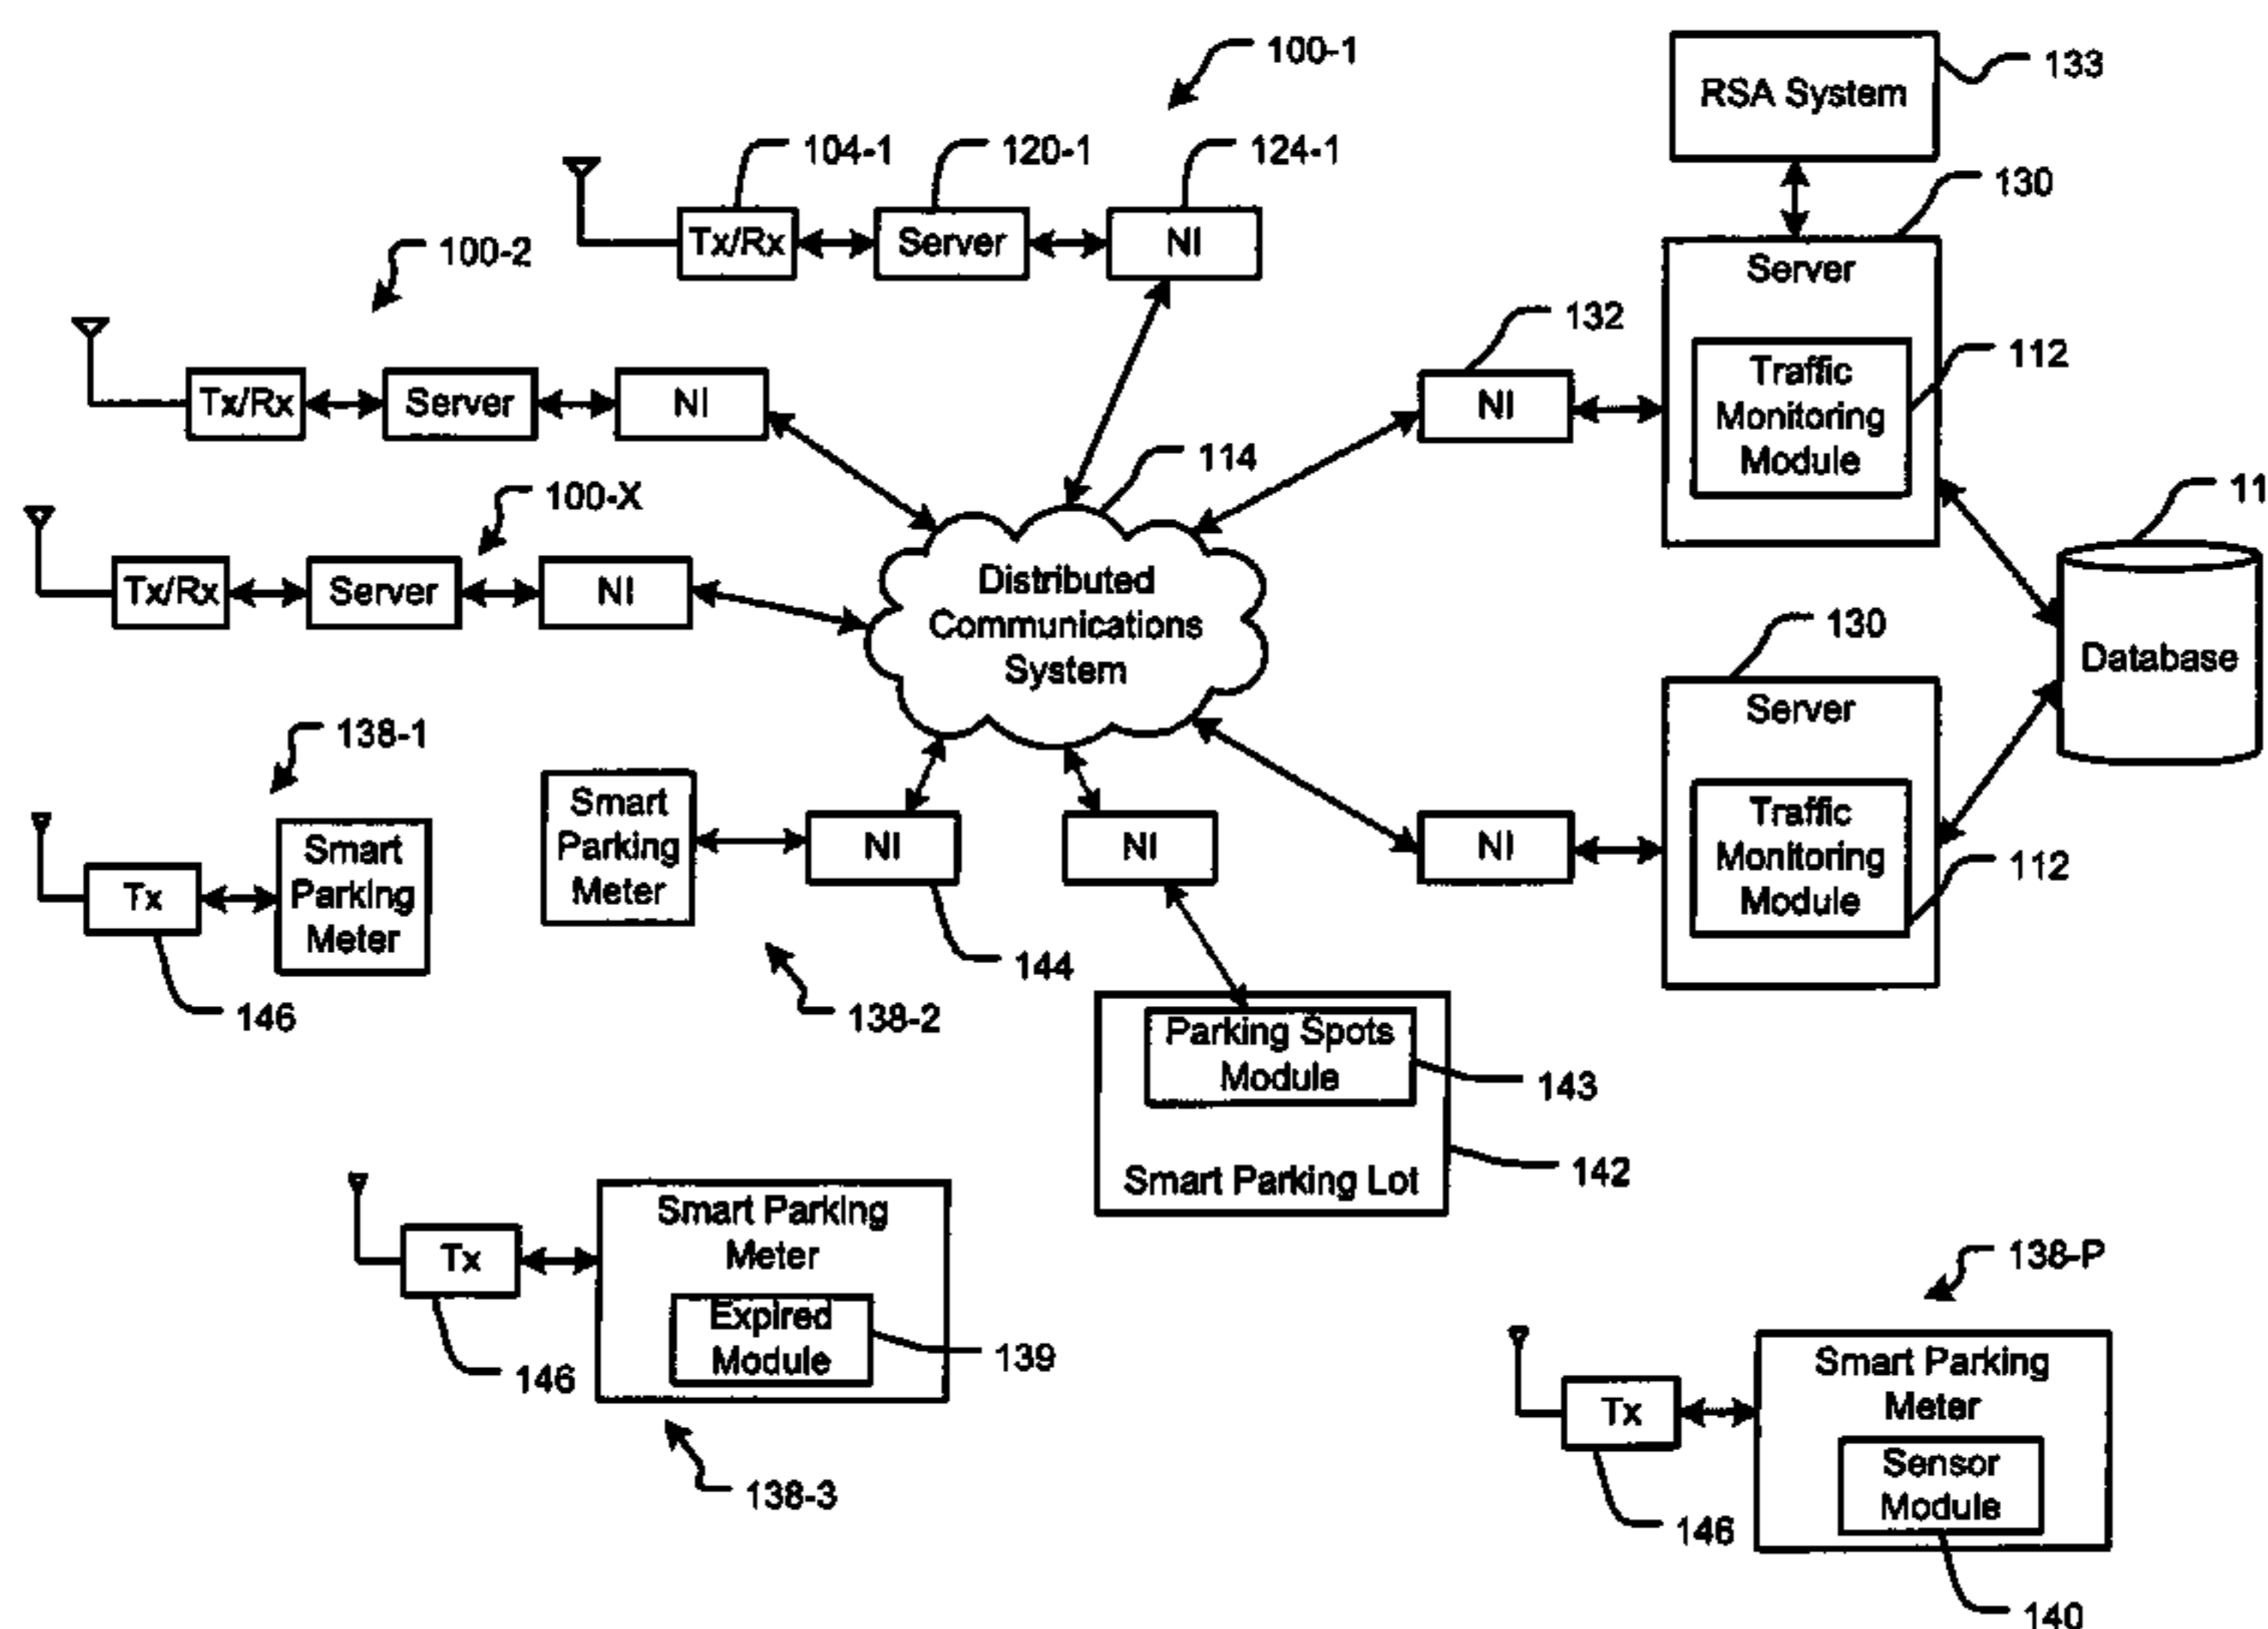 100-1
RSA System
133
104-1
120-1
124-1
130
Tx/Rx
Server
NI
100-2
Server
132
Traffic
Monitoring
Module
112
Tx/Rx
Server
NI
NI
114
100-X
11
Tx/Rx
Server
NI
Distributed
Communications
System
130
Database
Server
138-1
Smart
Parking
Meter
NI
NI
NI
Traffic
Monitoring
Module
112
Tx
Smart
Parking
Meter
146
144
138-2
Parking Spots
Module
143
Smart Parking Lot
142
Tx
Smart Parking
Meter
Expired
Module
139
146
138-3
138-P
Tx
Smart Parking
Meter
Sensor
Module
146
140